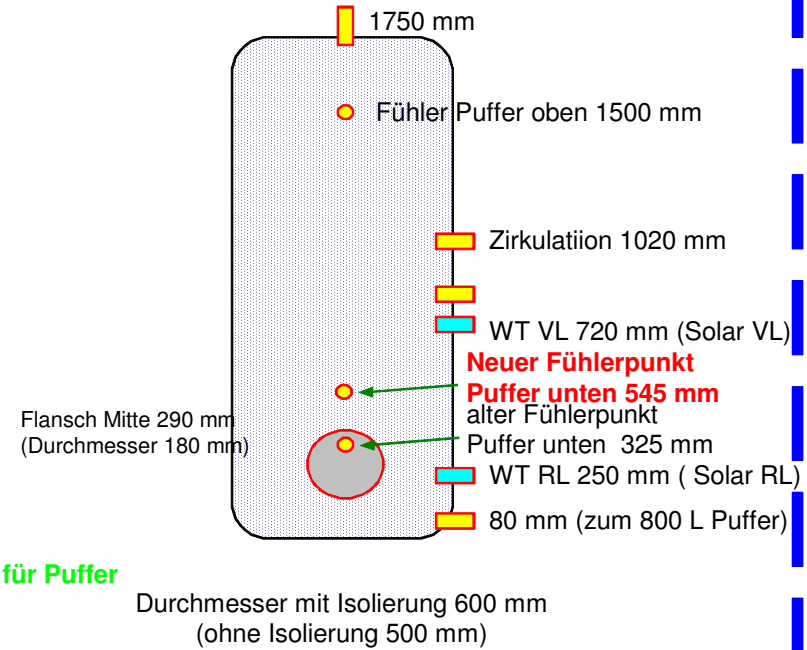 1750 mm
Fühler Puffer oben 1500 mm
Zirkulatiion 1020 mm
WT VL 720 mm (Solar VL)
Neuer Fühlerpunkt
Puffer unten 545 mm
alter Fühlerpunkt
Puffer unten 325 mm
Flansch Mitte 290 mm
(Durchmesser 180 mm)
WT RL 250 mm ( Solar RL)
80 mm (zum 800 L Puffer)
für Puffer
Durchmesser mit Isolierung 600 mm
(ohne Isolierung 500 mm)